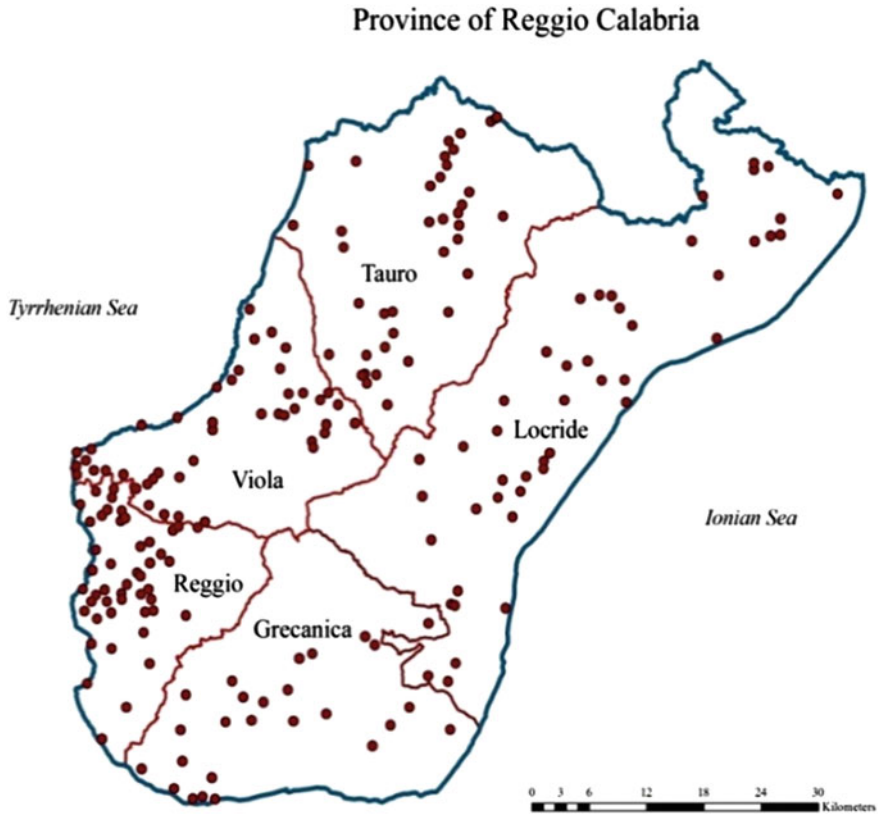 Province of Reggio Calabria
Tauro
Tyrrhenian Sea
Locride
Viola
Ionian Sea
Reggio
Grecanica
0 3 6 12 18 24 30
Kilometers